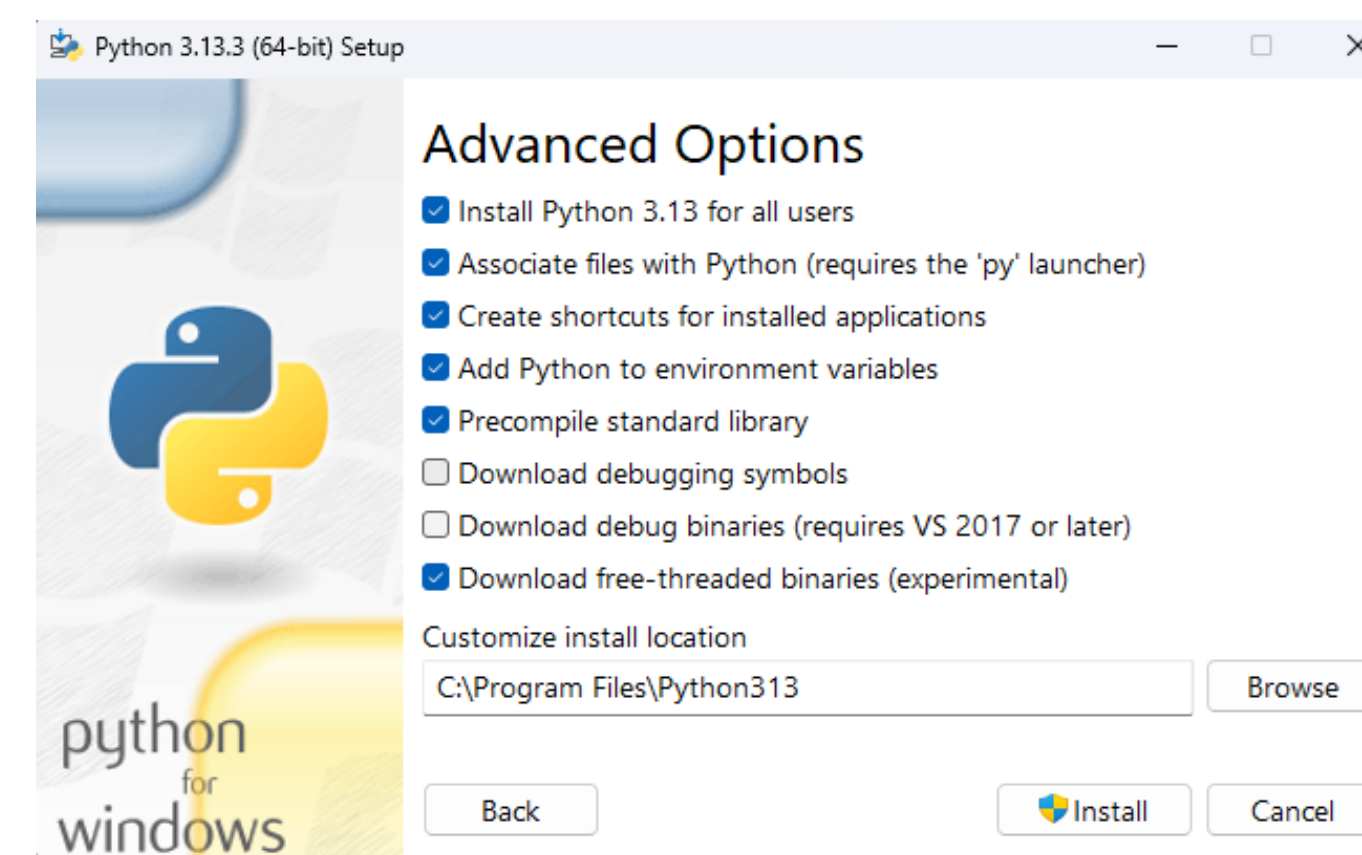 Python 3.13.3 (64-bit) Setup
Advanced Options
Install Python 3.13 for all users
Associate files with Python (requires the 'py' launcher)
Create shortcuts for installed applications
Add Python to environment variables
Precompile standard library
Download debugging symbols
Download debug binaries (requires VS 2017 or later)
Download free-threaded binaries (experimental)
Customize install location
C:\Program Files\Python313
Browse
python
for
windows
Back
Install
Cancel